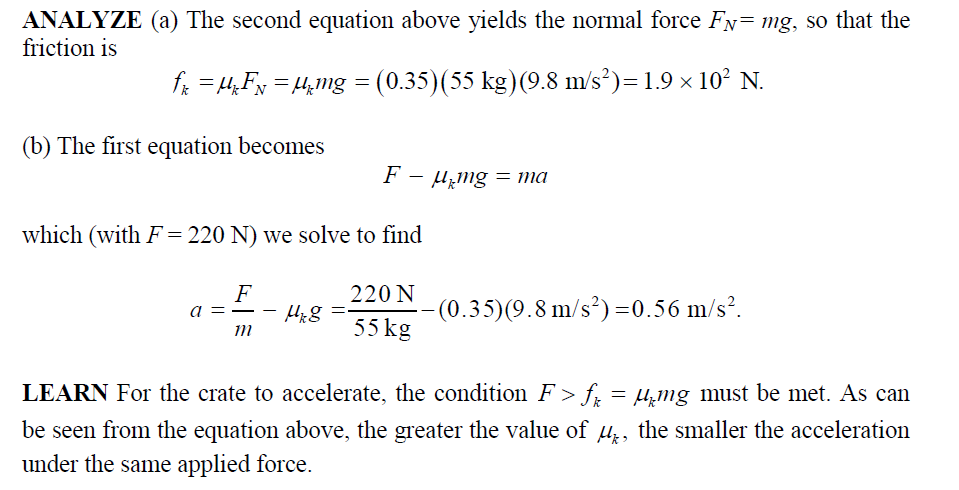 ANALYZE (a) The second equation above yields the normal force F_N = mg, so that the
friction is
f_k = μ_k F_N = μ_k mg = (0.35)(55 kg)(9.8 m/s²) = 1.9 × 10² N.
(b) The first equation becomes
F − μ_k mg = ma
which (with F = 220 N) we solve to find
a = F/m − μ_k g = 220 N/55 kg − (0.35)(9.8 m/s²) = 0.56 m/s².
LEARN For the crate to accelerate, the condition F > f_k = μ_k mg must be met. As can
be seen from the equation above, the greater the value of μ_k, the smaller the acceleration
under the same applied force.